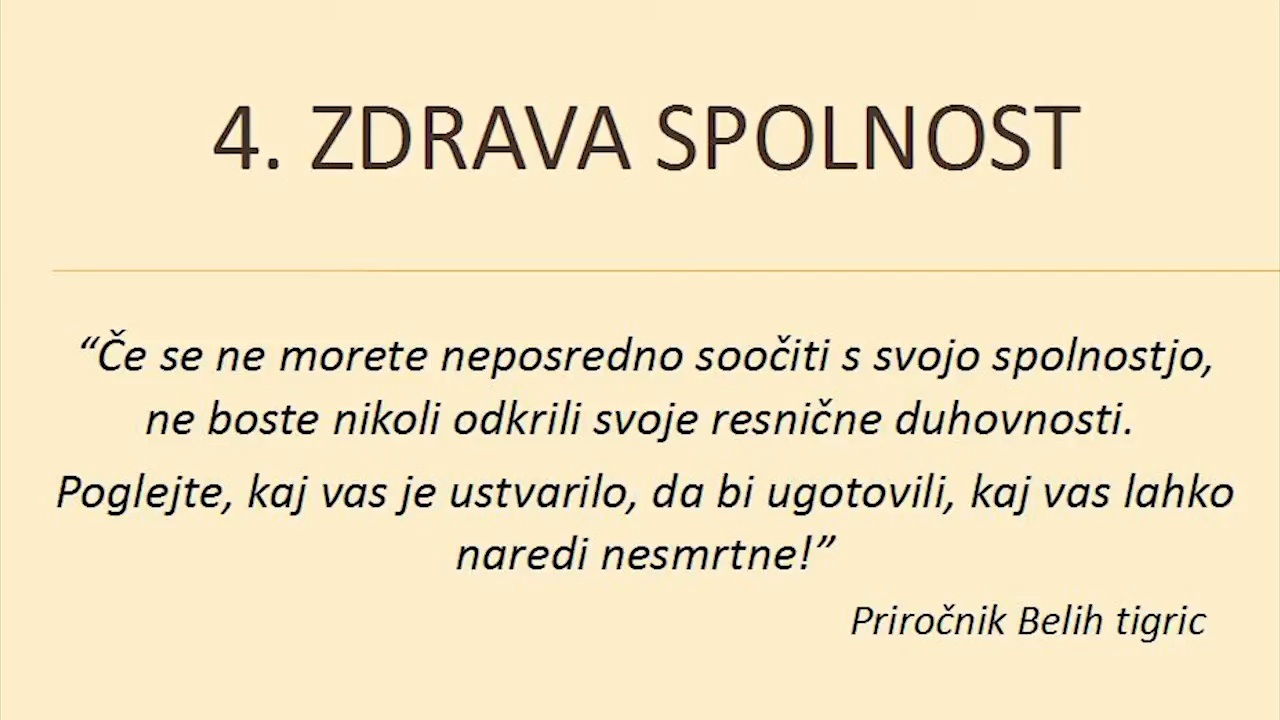 4. ZDRAVA SPOLNOST
“Če se ne morete neposredno soočiti s svojo spolnostjo,
ne boste nikoli odkrili svoje resnične duhovnosti.
Poglejte, kaj vas je ustvarilo, da bi ugotovili, kaj vas lahko
naredi nesmrtne!”
Priročnik Belih tigric